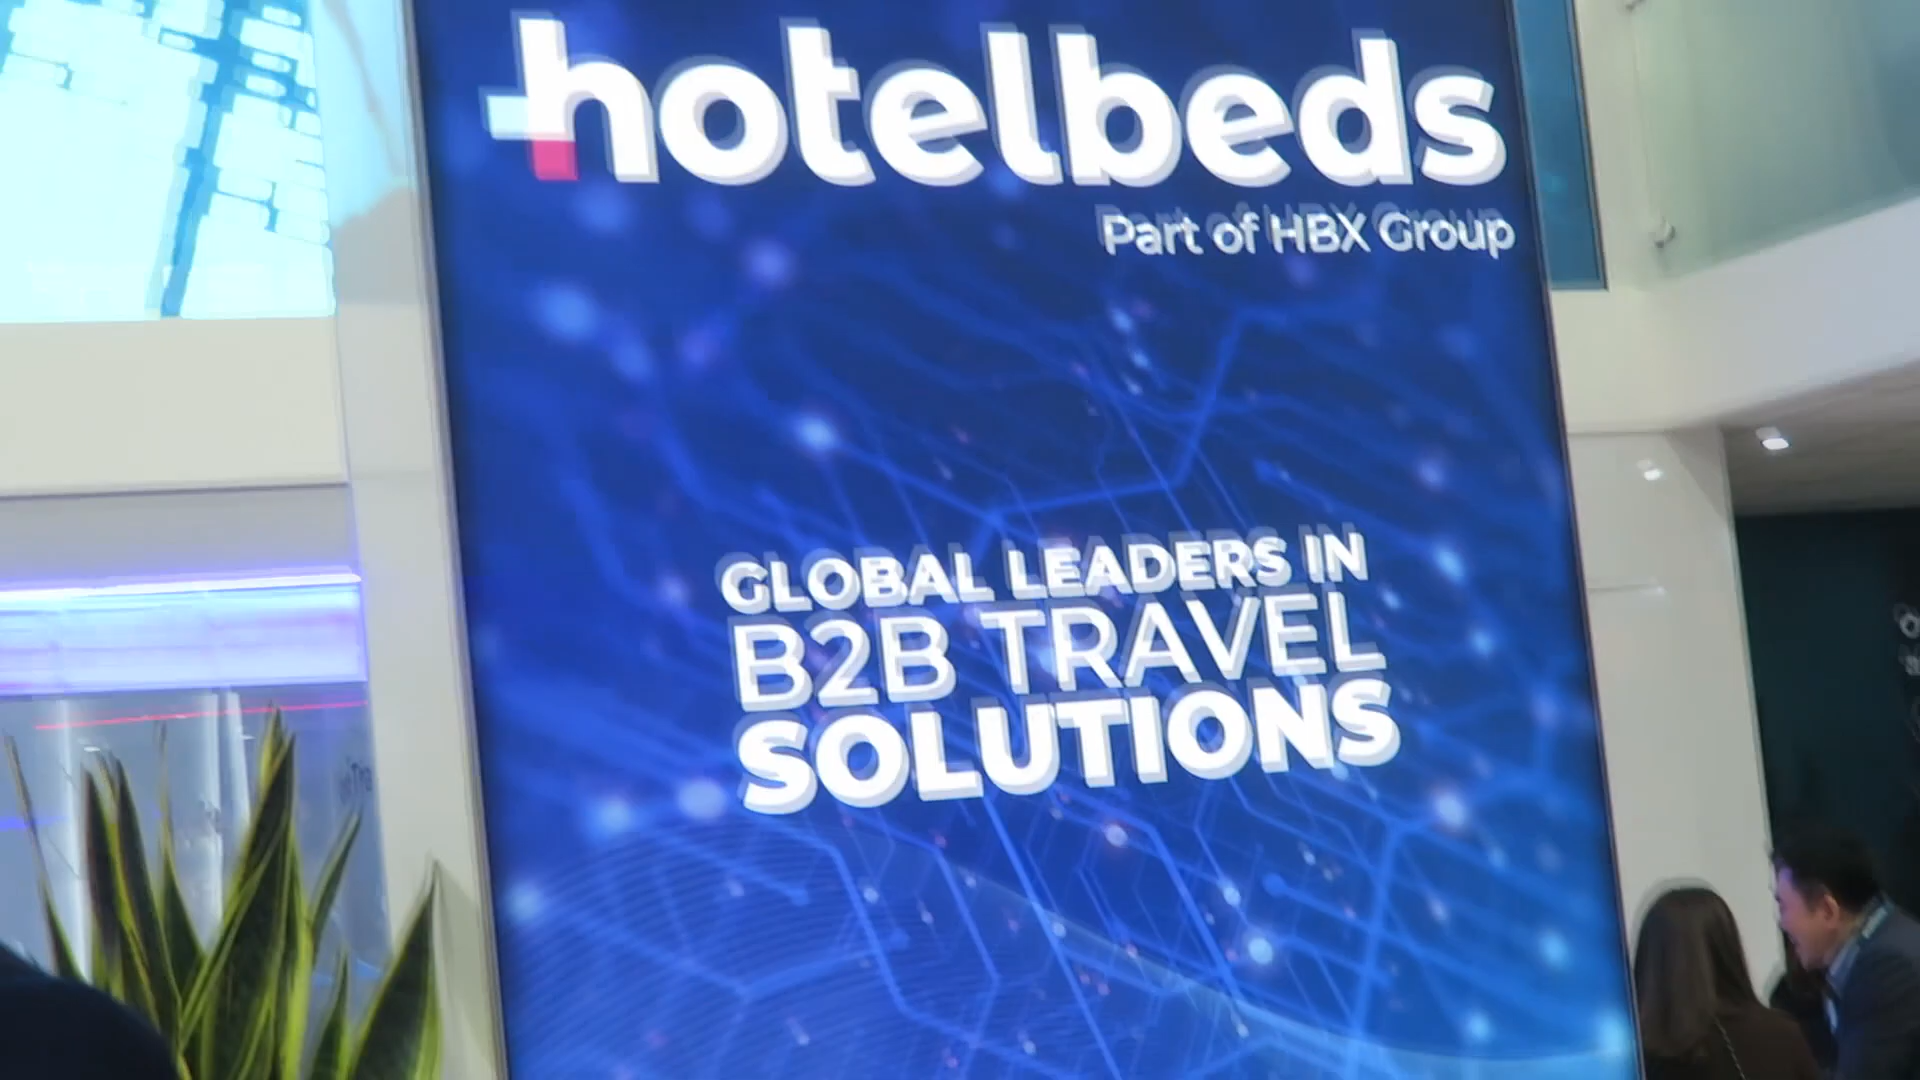 hotelbeds
Part of HBX Group
GLOBAL LEADERS IN
B2B TRAVEL
SOLUTIONS